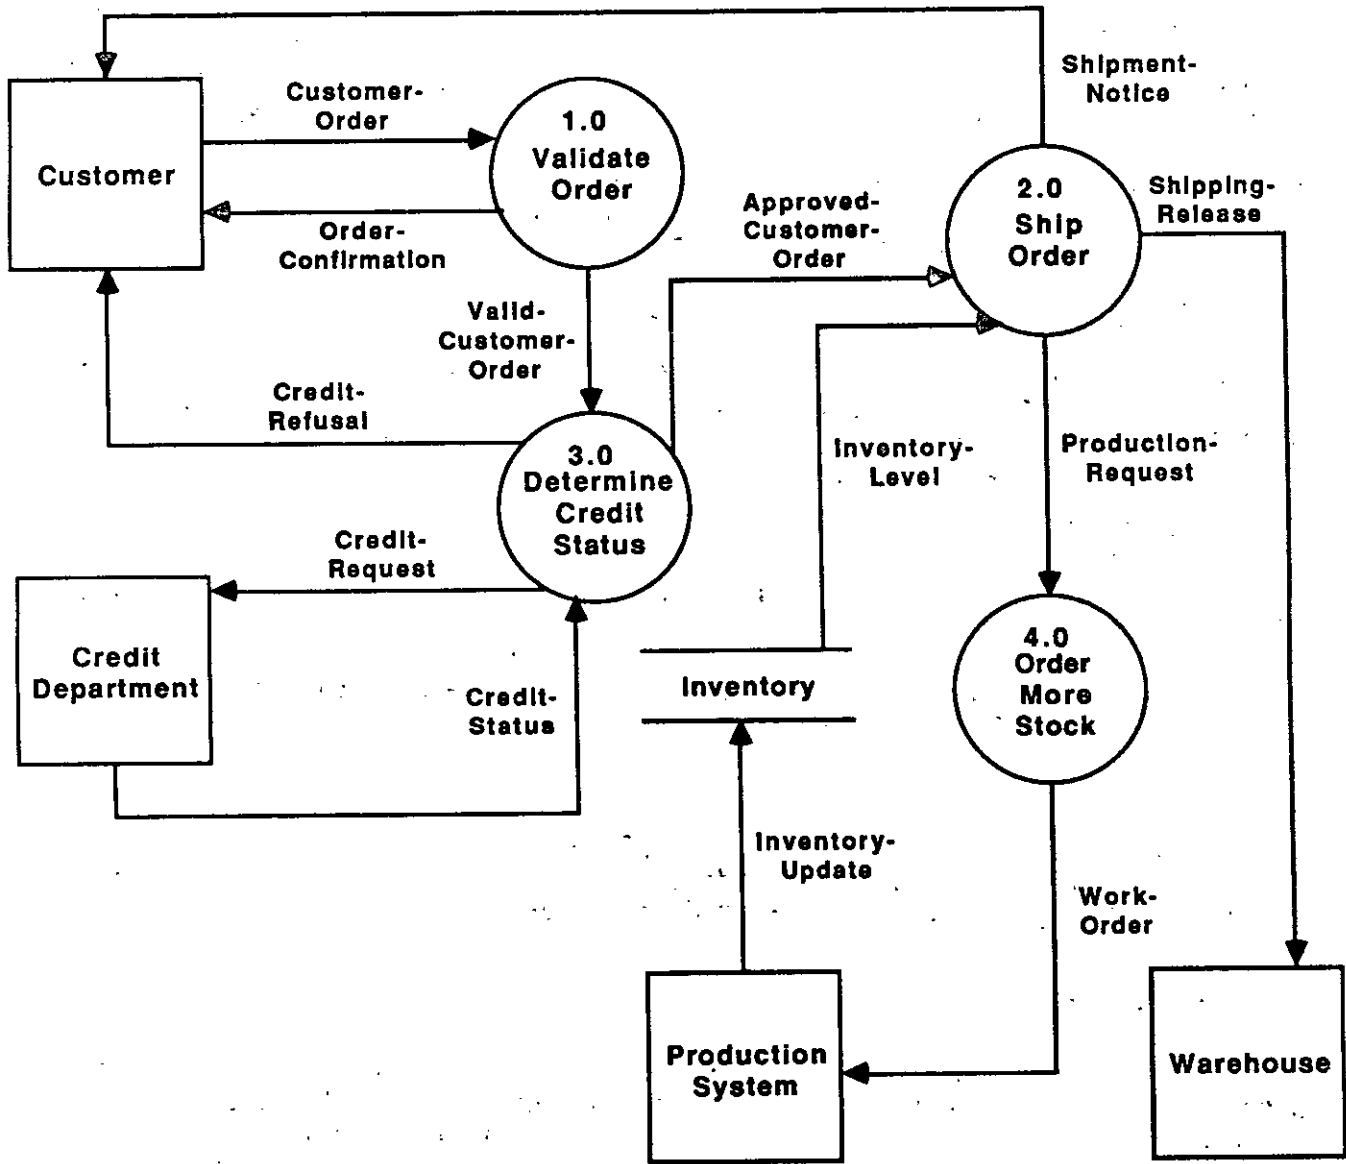 Shipment-
Notice
Customer-
Order
1.0
Validate
Order
Customer
Order-
Confirmation
Approved-
Customer-
Order
2.0
Ship
Order
Shipping-
Release
Valid-
Customer-
Order
Credit-
Refusal
3.0
Determine
Credit
Status
Inventory-
Level
Production-
Request
Credit-
Request
Credit
Department
Credit-
Status
Inventory
4.0
Order
More
Stock
Inventory-
Update
Work-
Order
Production
System
Warehouse